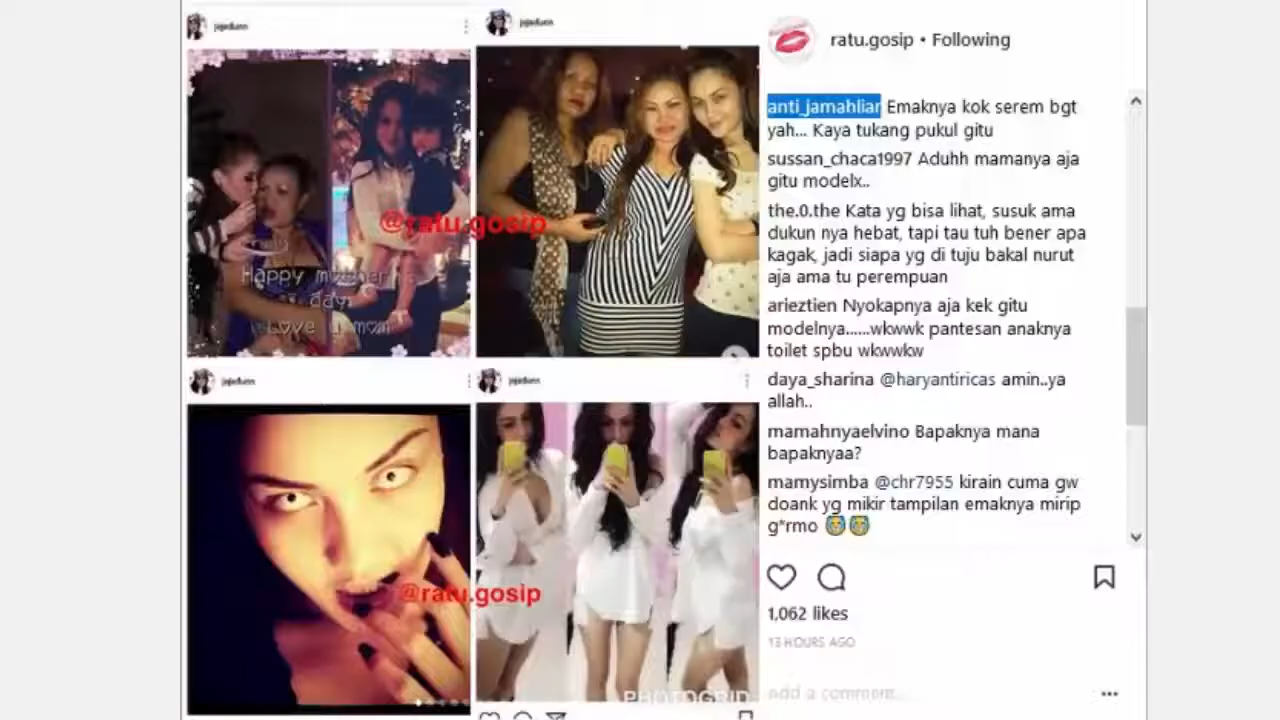 jejeduen
jejeduen
@ratu.gosip
Happy mother
day
love u mom
jejeduen
jejeduen
@ratu.gosip
PHOTOGRID
ratu.gosip • Following
anti_jamahliar Emaknya kok serem bgt
yah... Kaya tukang pukul gitu
sussan_chaca1997 Aduhh mamanya aja
gitu modelx..
the.0.the Kata yg bisa lihat, susuk ama
dukun nya hebat, tapi tau tuh bener apa
kagak, jadi siapa yg di tuju bakal nurut
aja ama tu perempuan
arieztien Nyokapnya aja kek gitu
modelnya......wkwwk pantesan anaknya
toilet spbu wkwwkw
daya_sharina @haryantiricas amin..ya
allah..
mamahnyaelvino Bapaknya mana
bapaknyaa?
mamysimba @chr7955 kirain cuma gw
doank yg mikir tampilan emaknya mirip
g*rmo 😭😭
1,062 likes
13 HOURS AGO
add a comment...